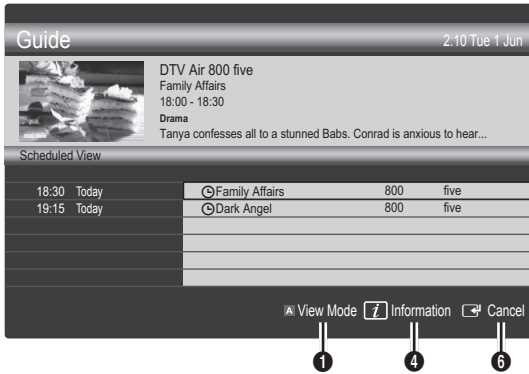 Guide 2:10 Tue 1 Jun
DTV Air 800 five
Family Affairs
18:00 - 18:30
Drama
Tanya confesses all to a stunned Babs. Conrad is anxious to hear...
Scheduled View
18:30 Today Family Affairs 800 five
19:15 Today Dark Angel 800 five
A View Mode i Information Cancel
1 4 6